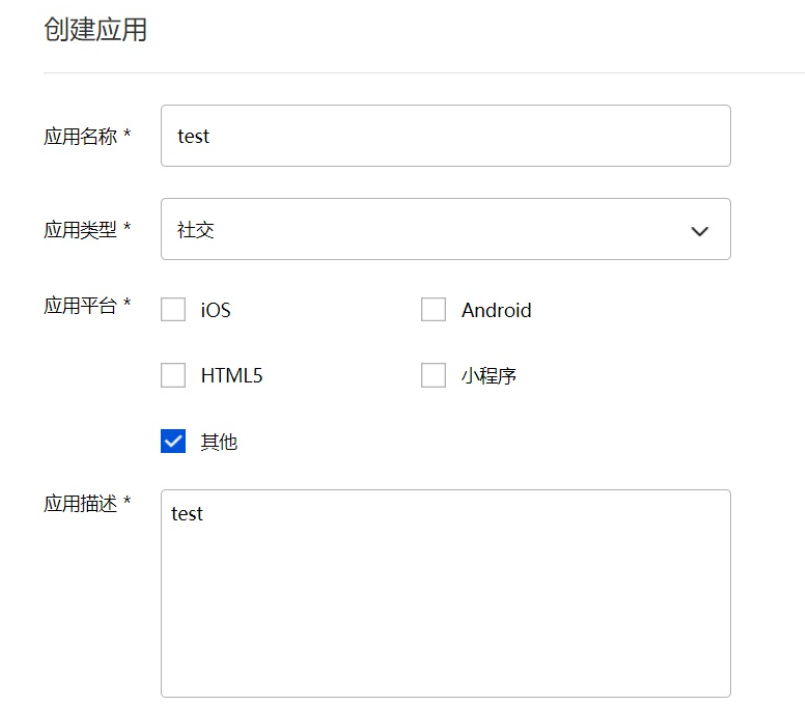 创建应用
应用名称 * test
应用类型 * 社交
应用平台 * iOS Android
HTML5 小程序
其他
应用描述 * test